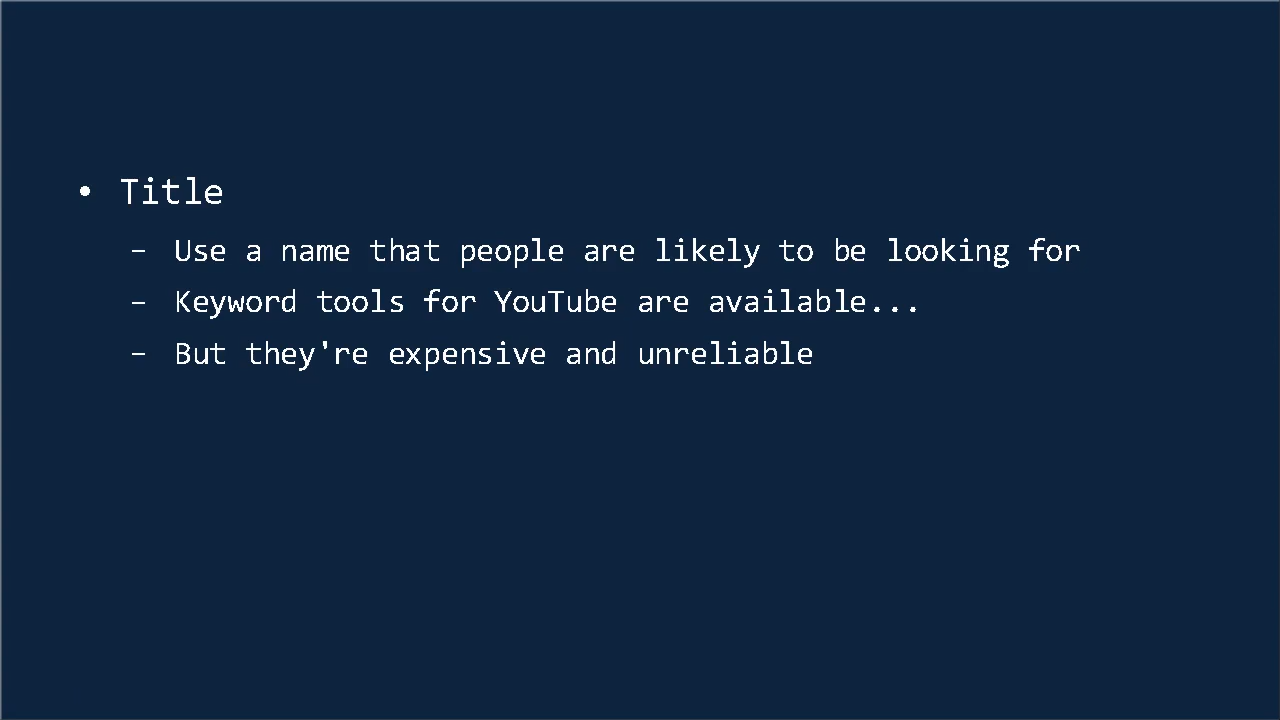 • Title
– Use a name that people are likely to be looking for
– Keyword tools for YouTube are available...
– But they're expensive and unreliable